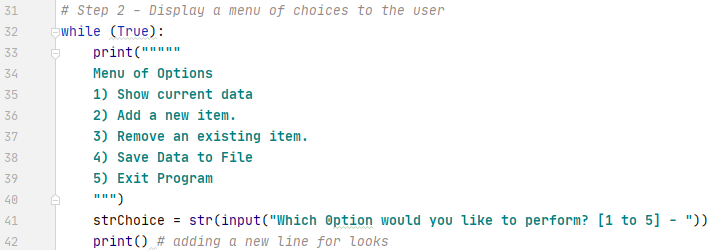 31 # Step 2 - Display a menu of choices to the user
32 while (True):
33 print("""""
34 Menu of Options
35 1) Show current data
36 2) Add a new item.
37 3) Remove an existing item.
38 4) Save Data to File
39 5) Exit Program
40 """)
41 strChoice = str(input("Which 0ption would you like to perform? [1 to 5] - "))
42 print() # adding a new line for looks